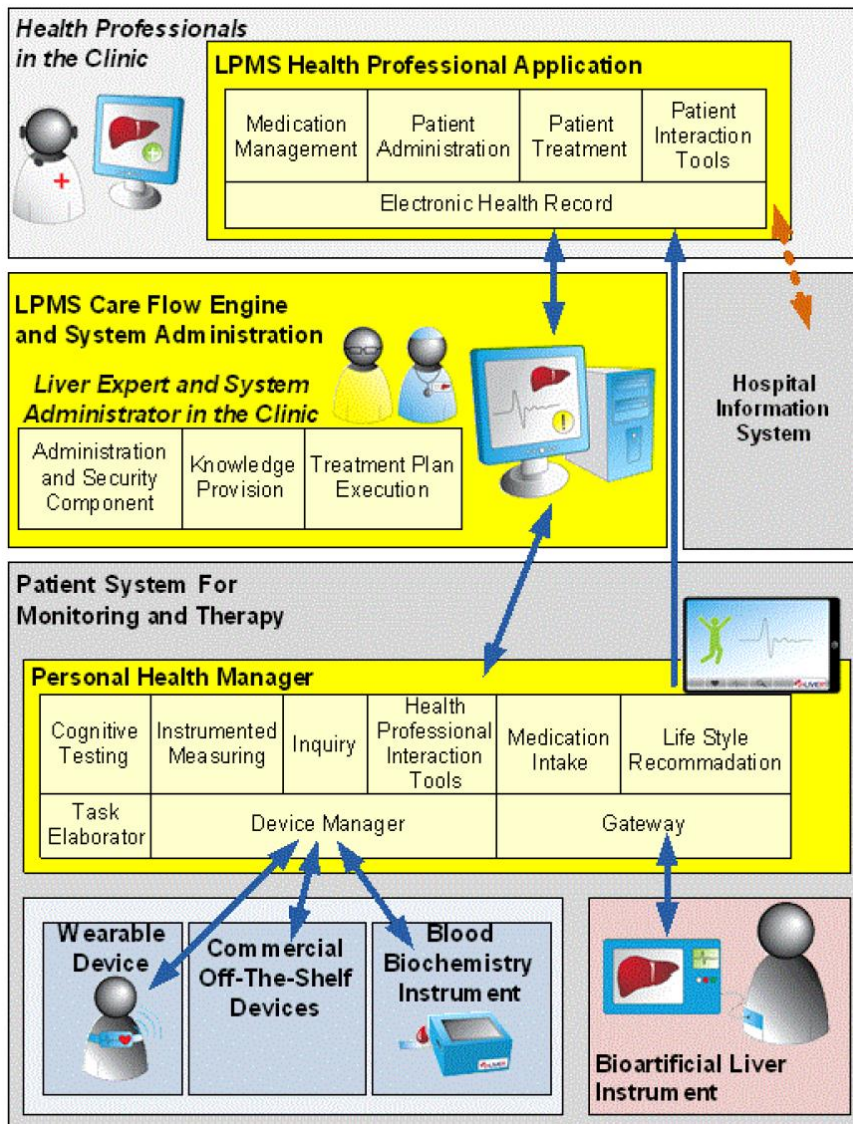 Health Professionals
in the Clinic
LPMS Health Professional Application
Medication
Management
Patient
Administration
Patient
Treatment
Patient
Interaction
Tools
Electronic Health Record
LPMS Care Flow Engine
and System Administration
Liver Expert and System
Administrator in the Clinic
Administration
and Security
Component
Knowledge
Provision
Treatment Plan
Execution
Hospital
Information
System
Patient System For
Monitoring and Therapy
Personal Health Manager
Cognitive
Testing
Instrumented
Measuring
Inquiry
Health
Professional
Interaction
Tools
Medication
Intake
Life Style
Recommadation
Task
Elaborator
Device Manager
Gateway
Wearable
Device
Commercial
Off-The-Shelf
Devices
Blood
Biochemistry
Instrument
Bioartificial Liver
Instrument